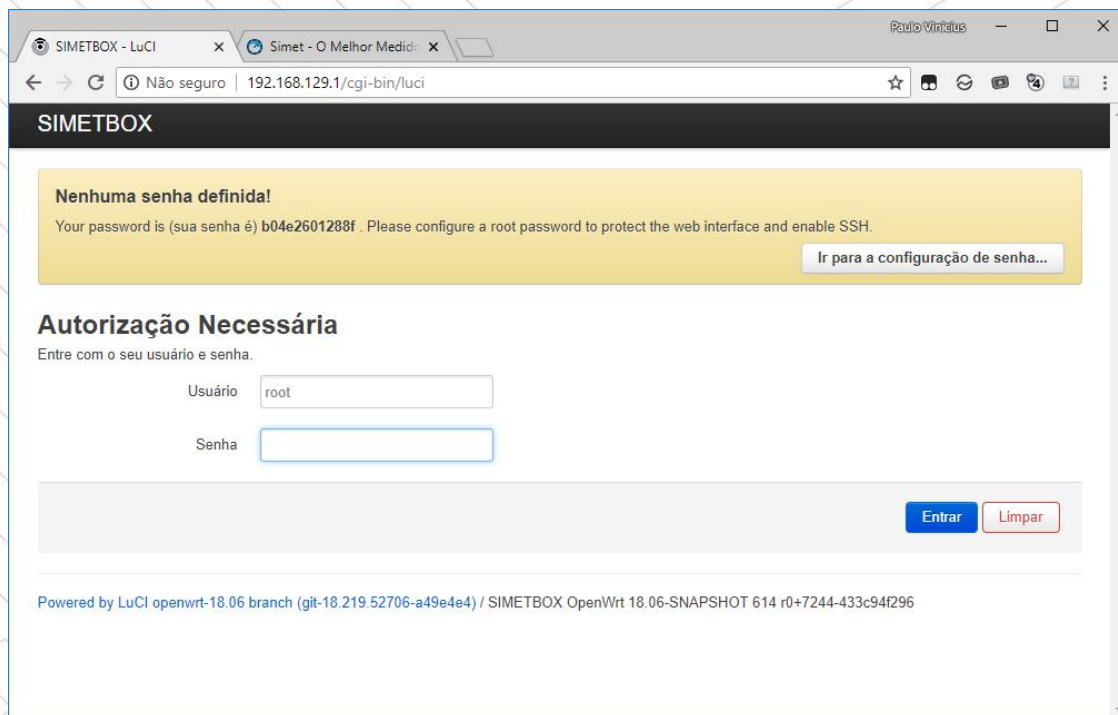 Paulo Vinicius
SIMETBOX - LuCI
Simet - O Melhor Medido
Não seguro | 192.168.129.1/cgi-bin/luci
SIMETBOX
Nenhuma senha definida!
Your password is (sua senha é) b04e2601288f . Please configure a root password to protect the web interface and enable SSH.
Ir para a configuração de senha...
Autorização Necessária
Entre com o seu usuário e senha.
Usuário root
Senha
Entrar Limpar
Powered by LuCI openwrt-18.06 branch (git-18.219.52706-a49e4e4) / SIMETBOX OpenWrt 18.06-SNAPSHOT 614 r0+7244-433c94f296